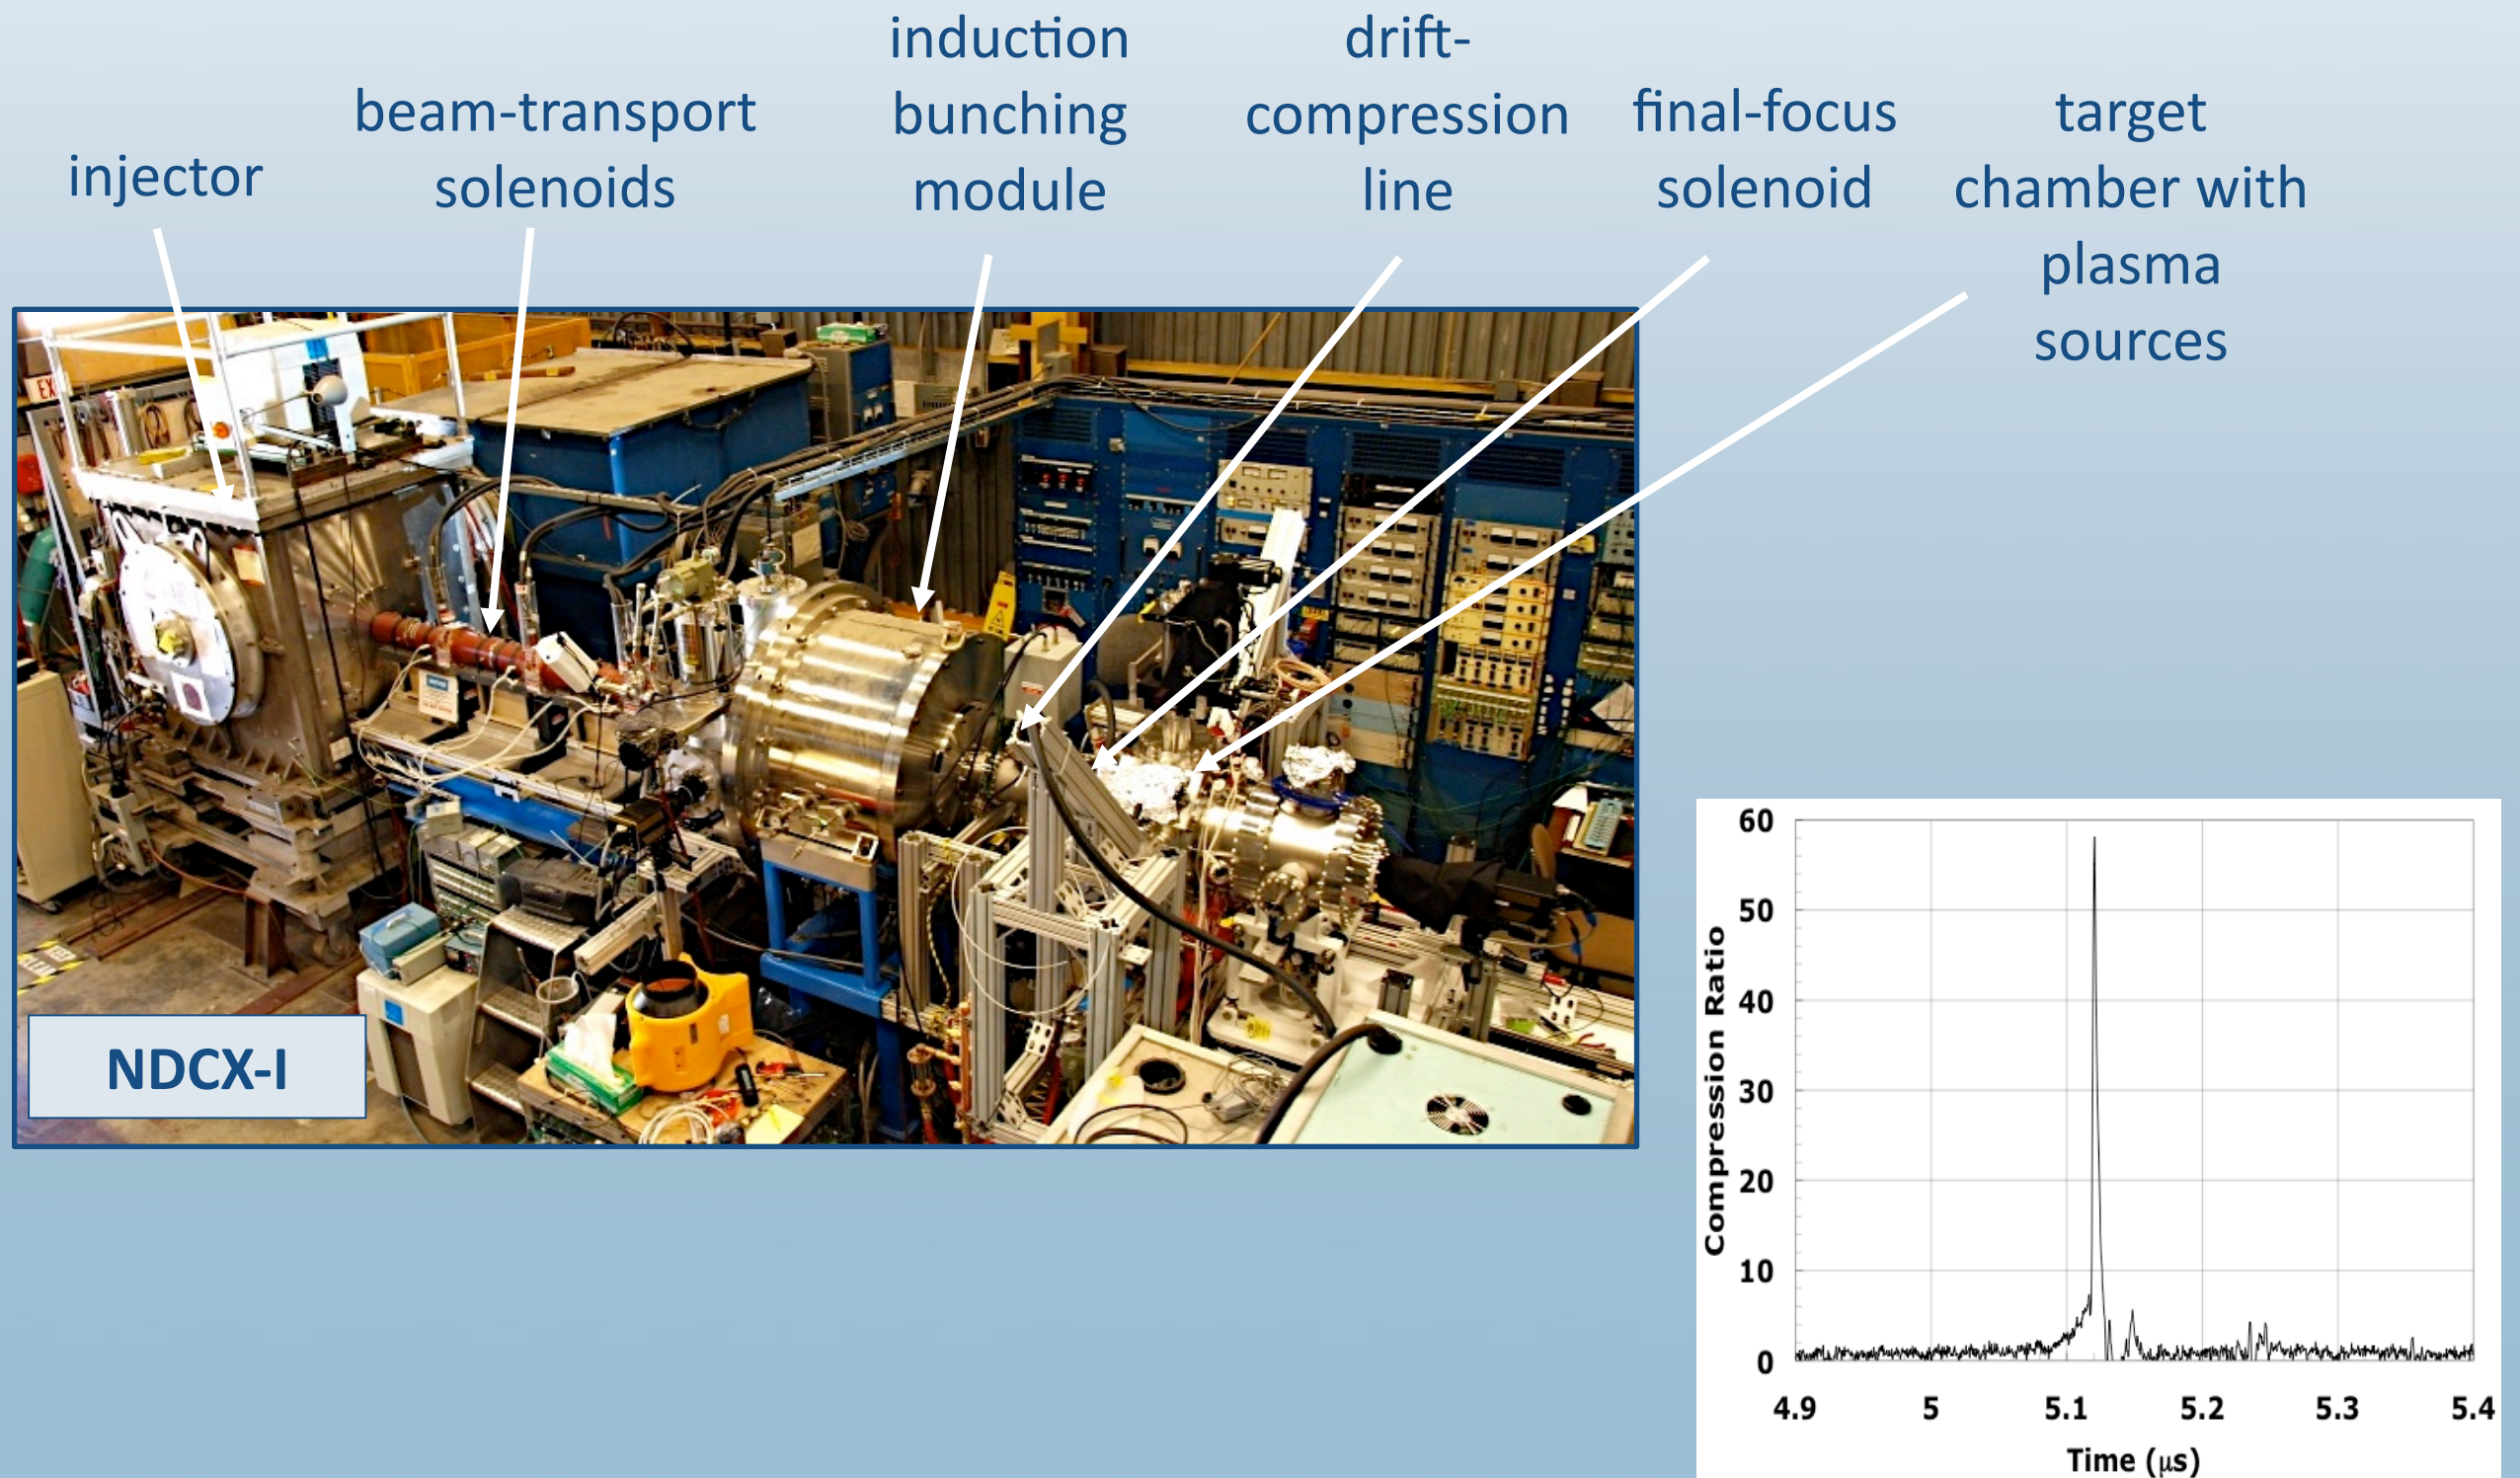 injector
beam-transport
solenoids
induction
bunching
module
drift-
compression
line
final-focus
solenoid
target
chamber with
plasma
sources
EX
NDCX-I
Compression Ratio
60
50
40
30
20
10
0
4.9 5 5.1 5.2 5.3 5.4
Time (μs)